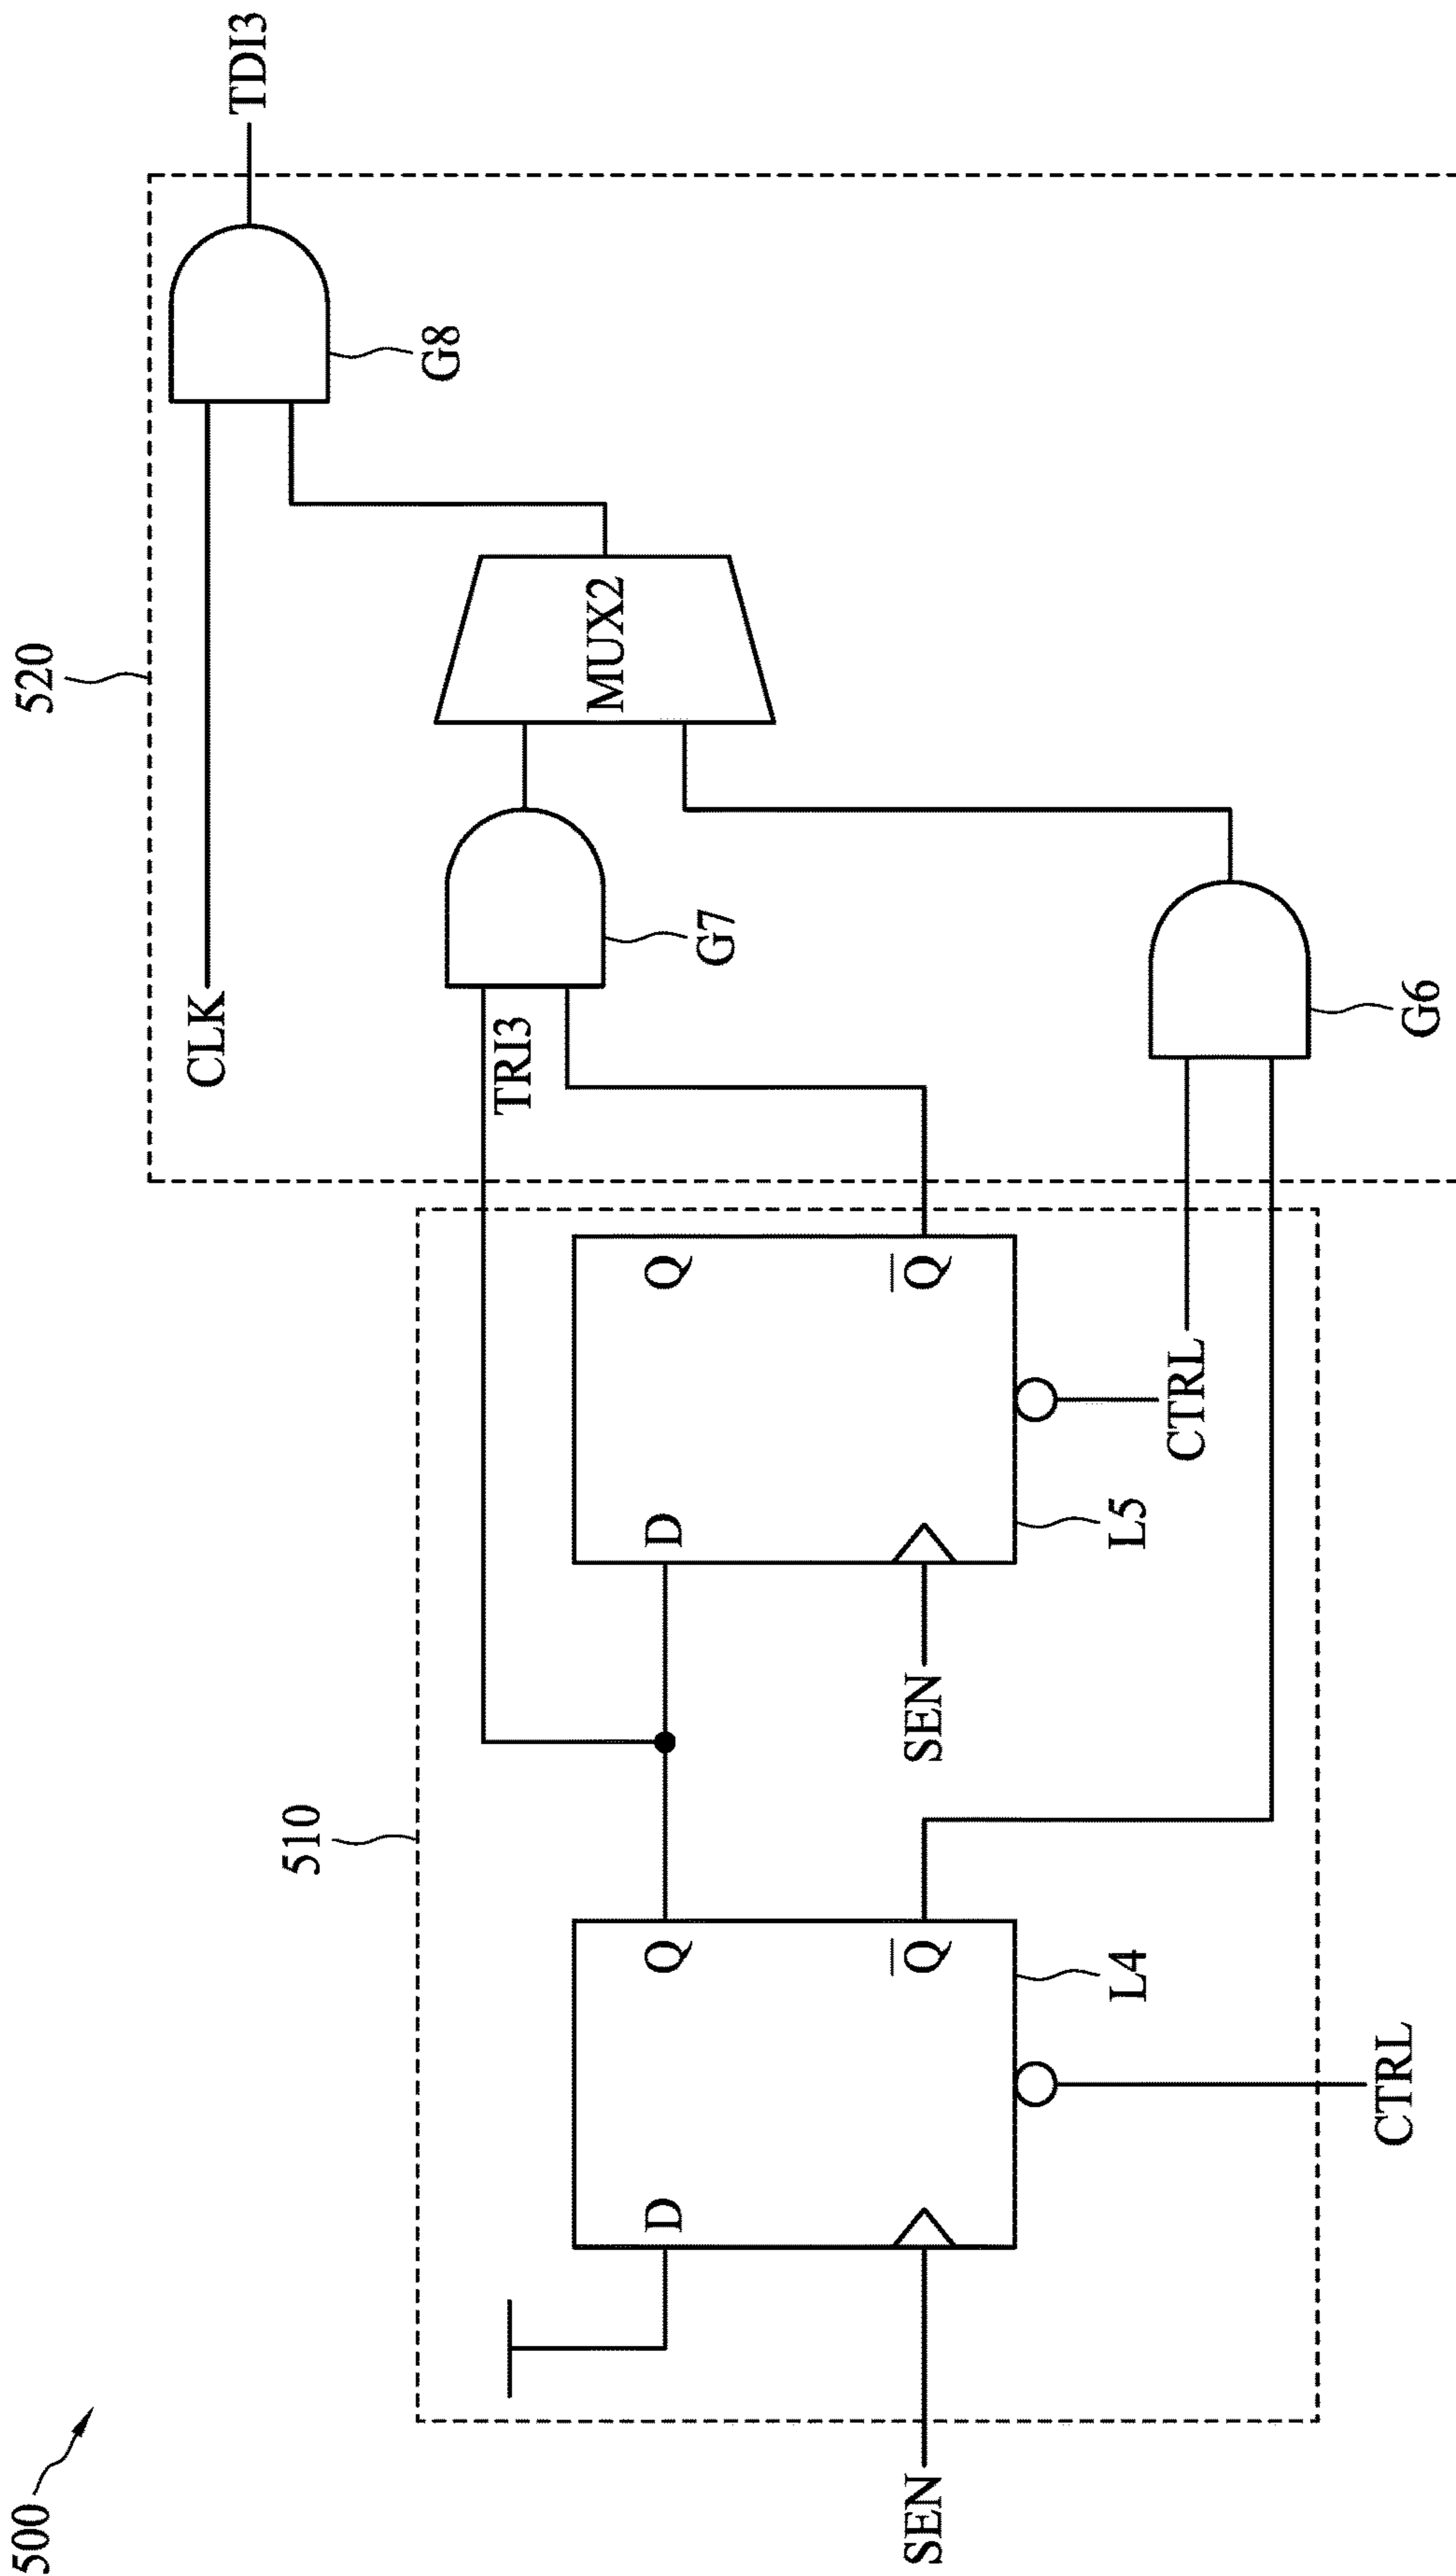 500
510
520
SEN
D
Q
Q̅
L4
CTRL
SEN
D
Q
Q̅
L5
CTRL
TRI3
CLK
G7
G6
MUX2
G8
TDI3